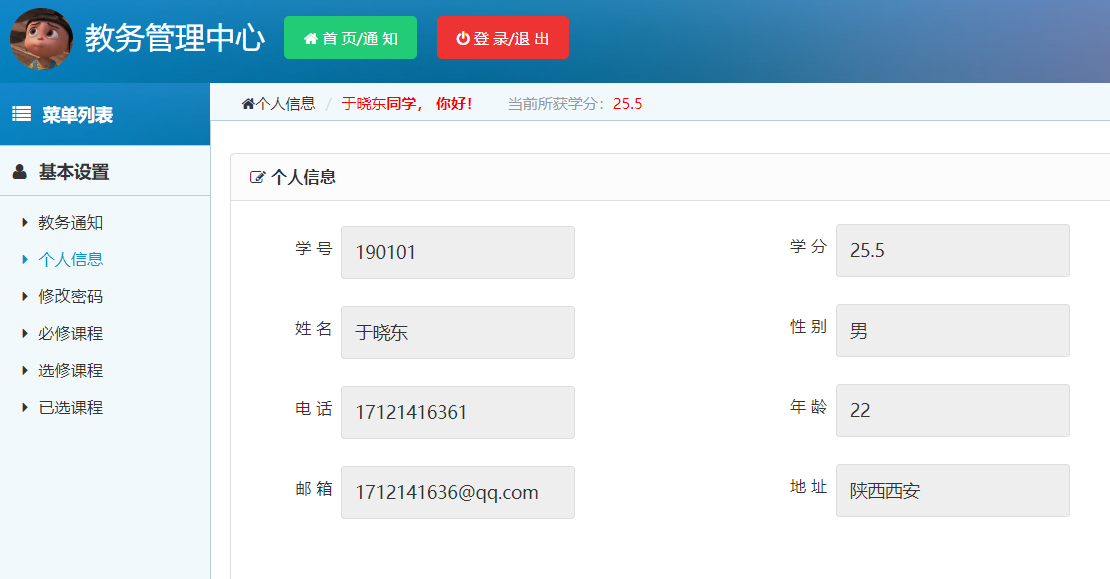 教务管理中心 首 页/通 知 登 录/退 出
菜单列表
个人信息 / 于晓东同学， 你好！ 当前所获学分：25.5
基本设置
教务通知
个人信息
修改密码
必修课程
选修课程
已选课程
个人信息
学 号 190101 学 分 25.5
姓 名 于晓东 性 别 男
电 话 17121416361 年 龄 22
邮 箱 1712141636@qq.com 地 址 陕西西安